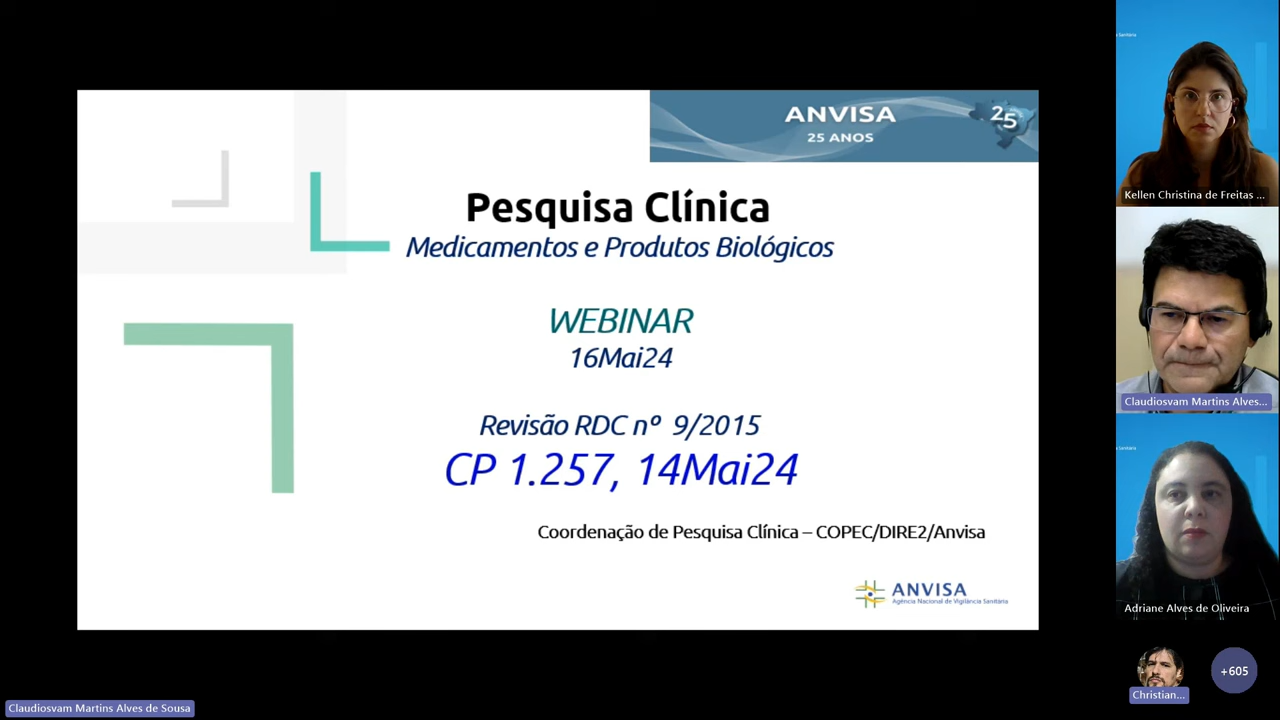 ANVISA
25 ANOS
25
Pesquisa Clínica
Medicamentos e Produtos Biológicos
WEBINAR
16Mai24
Revisão RDC nº 9/2015
CP 1.257, 14Mai24
Coordenação de Pesquisa Clínica – COPEC/DIRE2/Anvisa
ANVISA
Agência Nacional de Vigilância Sanitária
Sanitária
Kellen Christina de Freitas ...
Claudiosvam Martins Alves...
Sanitária
Adriane Alves de Oliveira
Christian...
+605
Claudiosvam Martins Alves de Sousa